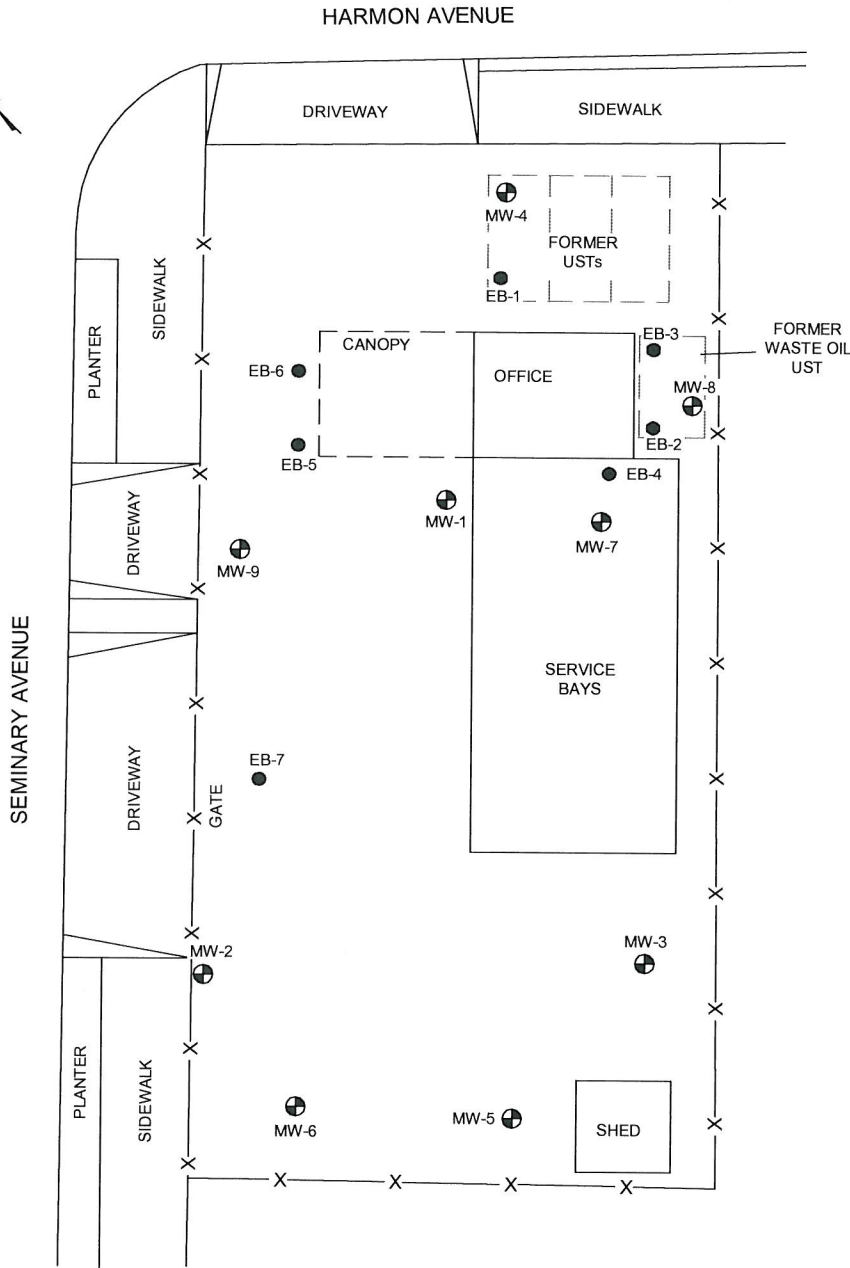 HARMON AVENUE
DRIVEWAY
SIDEWALK
MW-4
FORMER
USTs
EB-1
SIDEWALK
PLANTER
CANOPY
OFFICE
EB-3
FORMER
WASTE OIL
UST
EB-6
MW-8
EB-5
EB-2
EB-4
MW-1
MW-7
DRIVEWAY
MW-9
SEMINARY AVENUE
SERVICE
BAYS
EB-7
DRIVEWAY
GATE
MW-2
MW-3
PLANTER
SIDEWALK
MW-6
MW-5
SHED